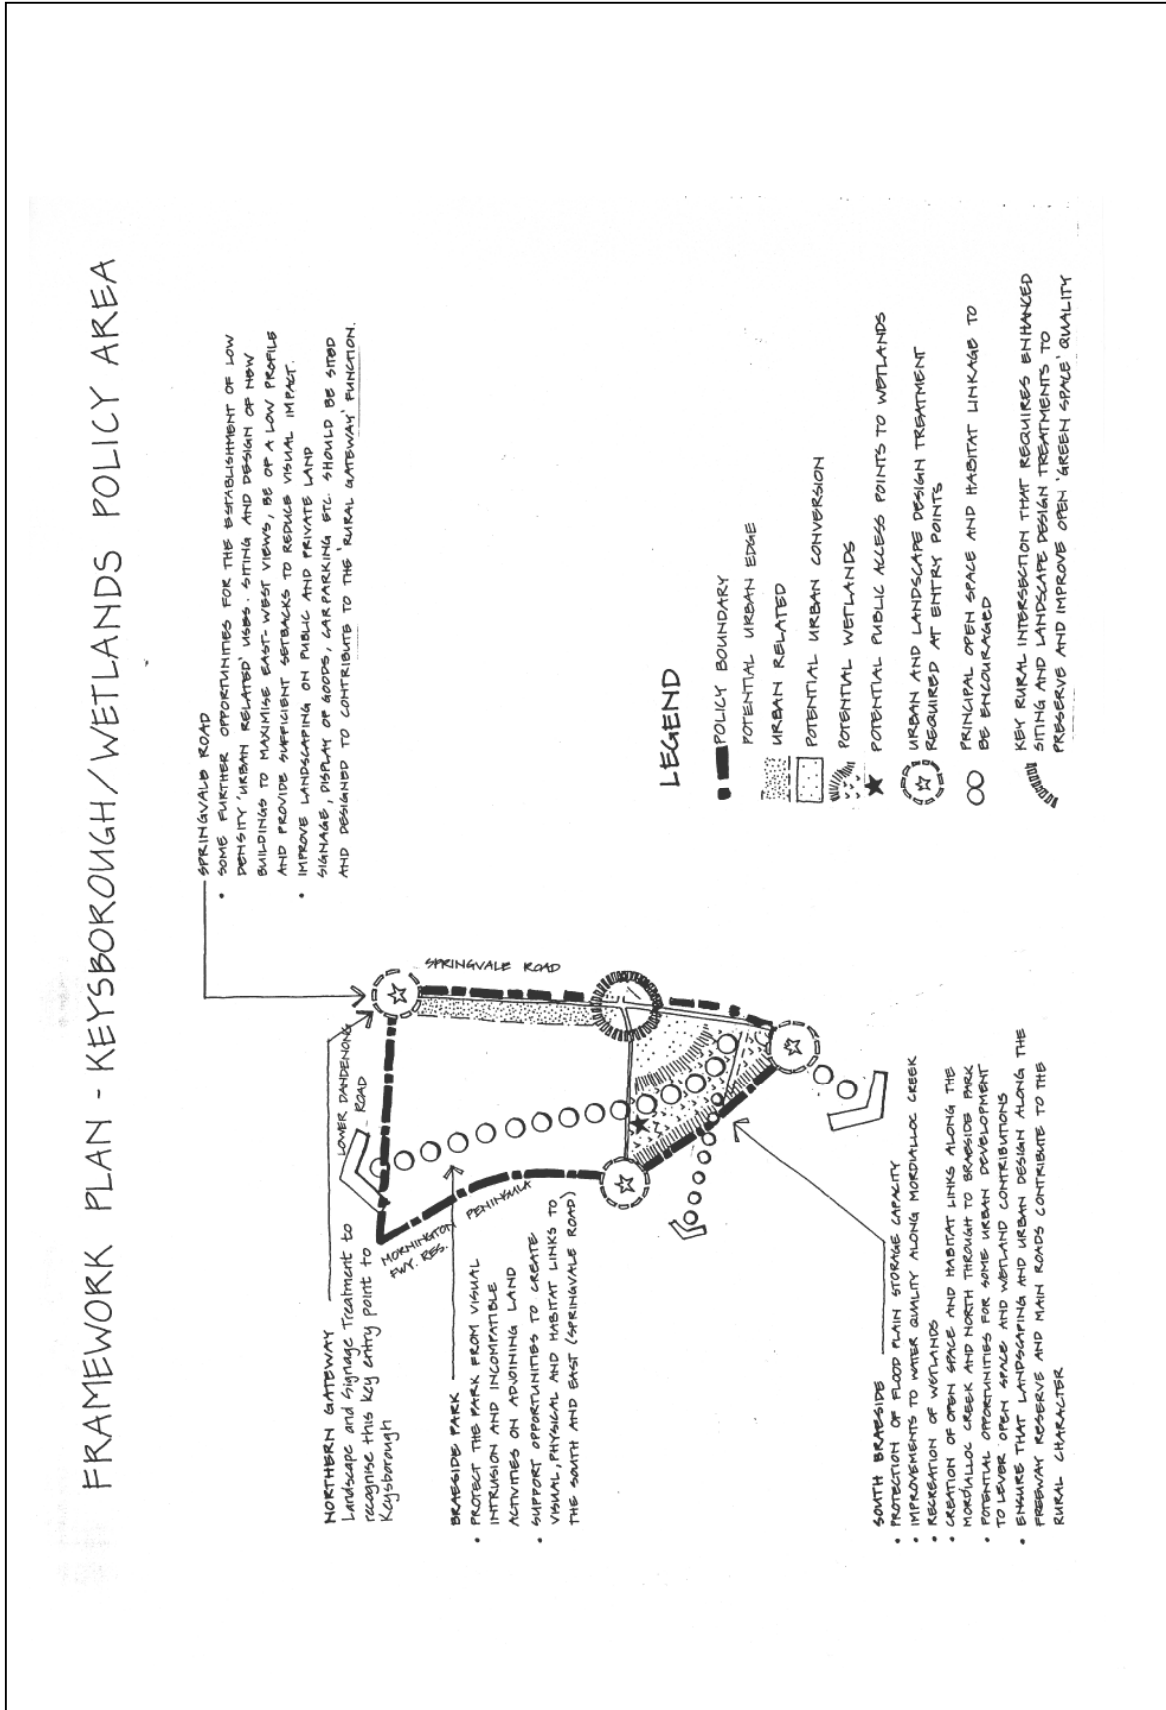 FRAMEWORK PLAN - KEYSBOROUGH/WETLANDS POLICY AREA
SPRINGVALE ROAD
• SOME FURTHER OPPORTUNITIES FOR THE ESTABLISHMENT OF LOW
DENSITY 'URBAN RELATED' USES. SITING AND DESIGN OF NEW
BUILDINGS TO MAXIMISE EAST-WEST VIEWS, BE OF A LOW PROFILE
AND PROVIDE SUFFICIENT SETBACKS TO REDUCE VISUAL IMPACT.
• IMPROVE LANDSCAPING ON PUBLIC AND PRIVATE LAND
SIGNAGE, DISPLAY OF GOODS, CAR PARKING ETC. SHOULD BE SITED
AND DESIGNED TO CONTRIBUTE TO THE 'RURAL GATEWAY' FUNCTION.
NORTHERN GATEWAY
Landscape and Signage Treatment to
recognise this key entry point to
Keysborough
BRAESIDE PARK
• PROTECT THE PARK FROM VISUAL
INTRUSION AND INCOMPATIBLE
ACTIVITIES ON ADJOINING LAND
• SUPPORT OPPORTUNITIES TO CREATE
VISUAL, PHYSICAL AND HABITAT LINKS TO
THE SOUTH AND EAST (SPRINGVALE ROAD)
LOWER DANDENONG
ROAD
SPRINGVALE ROAD
MORNINGTON PENINSULA
FWY. RES.
SOUTH BRAESIDE
• PROTECTION OF FLOOD PLAIN STORAGE CAPACITY
• IMPROVEMENTS TO WATER QUALITY ALONG MORDIALLOC CREEK
• RECREATION OF WETLANDS
• CREATION OF OPEN SPACE AND HABITAT LINKS ALONG THE
MORDIALLOC CREEK AND NORTH THROUGH TO BRAESIDE PARK
• POTENTIAL OPPORTUNITIES FOR SOME URBAN DEVELOPMENT
TO LEVER OPEN SPACE AND WETLAND CONTRIBUTIONS
• ENSURE THAT LANDSCAPING AND URBAN DESIGN ALONG THE
FREEWAY RESERVE AND MAIN ROADS CONTRIBUTE TO THE
RURAL CHARACTER
LEGEND
POLICY BOUNDARY
POTENTIAL URBAN EDGE
URBAN RELATED
POTENTIAL URBAN CONVERSION
POTENTIAL WETLANDS
POTENTIAL PUBLIC ACCESS POINTS TO WETLANDS
URBAN AND LANDSCAPE DESIGN TREATMENT
REQUIRED AT ENTRY POINTS
PRINCIPAL OPEN SPACE AND HABITAT LINKAGE TO
BE ENCOURAGED
KEY RURAL INTERSECTION THAT REQUIRES ENHANCED
SITING AND LANDSCAPE DESIGN TREATMENTS TO
PRESERVE AND IMPROVE OPEN 'GREEN SPACE' QUALITY